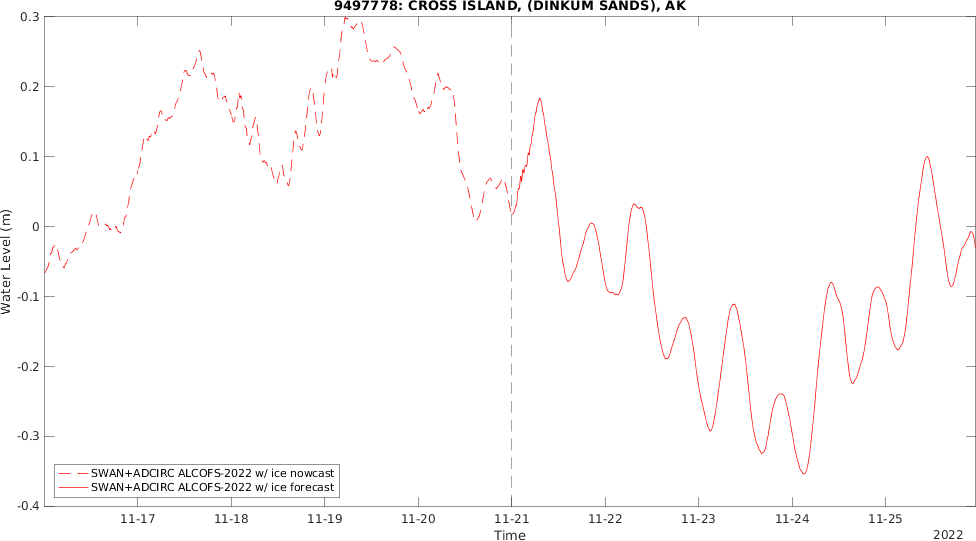 9497778: CROSS ISLAND, (DINKUM SANDS), AK
Water Level (m)
0.3
0.2
0.1
0
-0.1
-0.2
-0.3
-0.4
SWAN+ADCIRC ALCOFS-2022 w/ ice nowcast
SWAN+ADCIRC ALCOFS-2022 w/ ice forecast
11-17 11-18 11-19 11-20 11-21 11-22 11-23 11-24 11-25
Time
2022